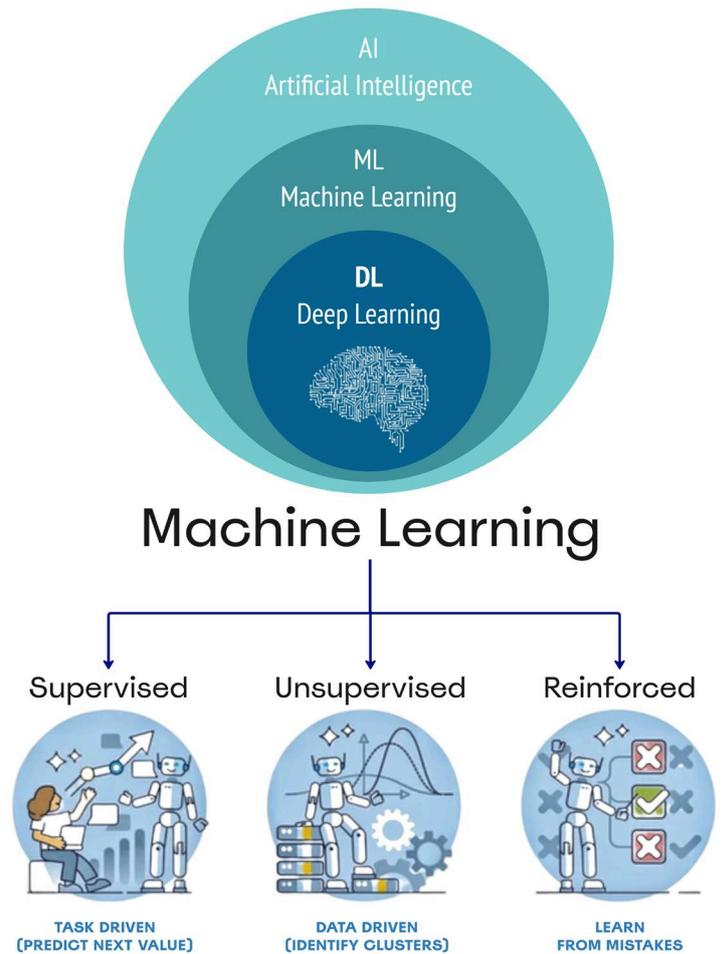 AI
Artificial Intelligence
ML
Machine Learning
DL
Deep Learning
Machine Learning
Supervised
Unsupervised
Reinforced
TASK DRIVEN
(PREDICT NEXT VALUE)
DATA DRIVEN
(IDENTIFY CLUSTERS)
LEARN
FROM MISTAKES